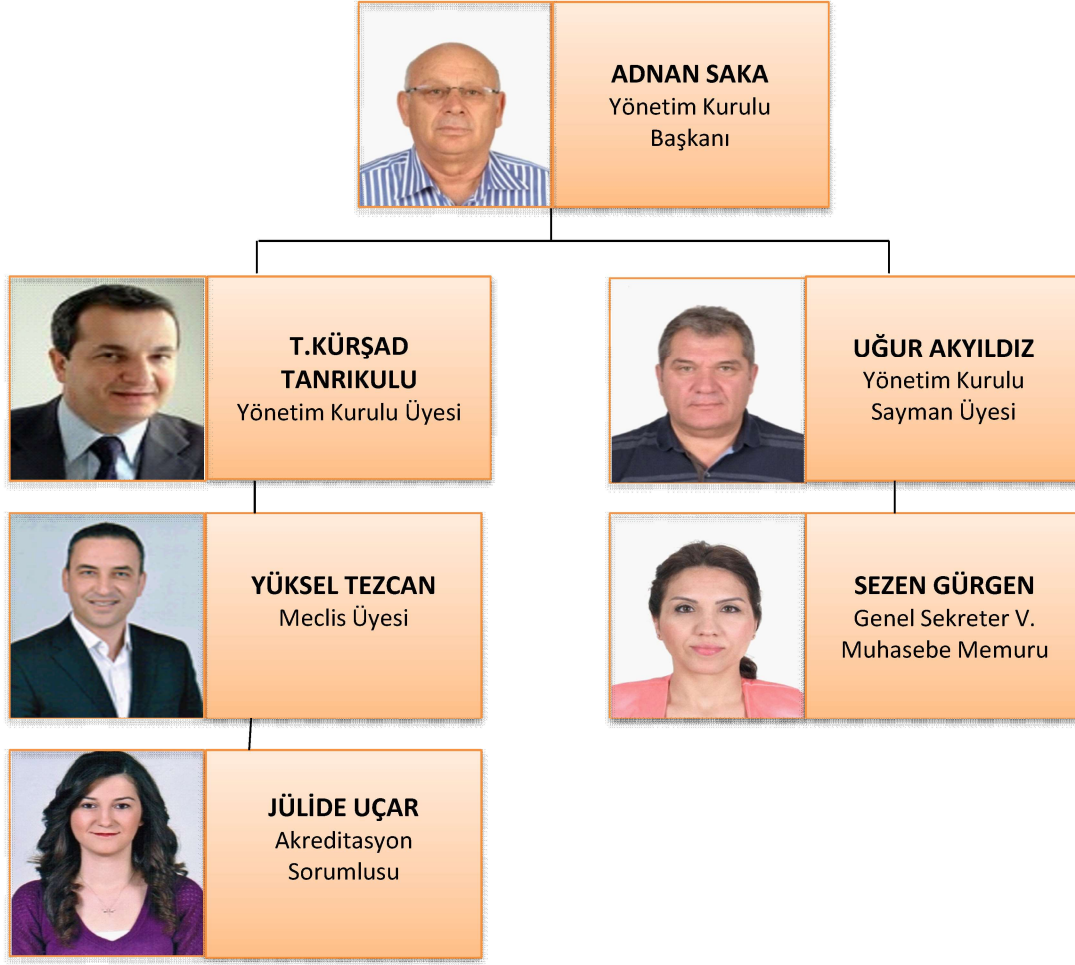 ADNAN SAKA
Yönetim Kurulu
Başkanı
T.KÜRŞAD
TANRIKULU
Yönetim Kurulu Üyesi
UĞUR AKYILDIZ
Yönetim Kurulu
Sayman Üyesi
YÜKSEL TEZCAN
Meclis Üyesi
SEZEN GÜRGEN
Genel Sekreter V.
Muhasebe Memuru
JÜLİDE UÇAR
Akreditasyon
Sorumlusu